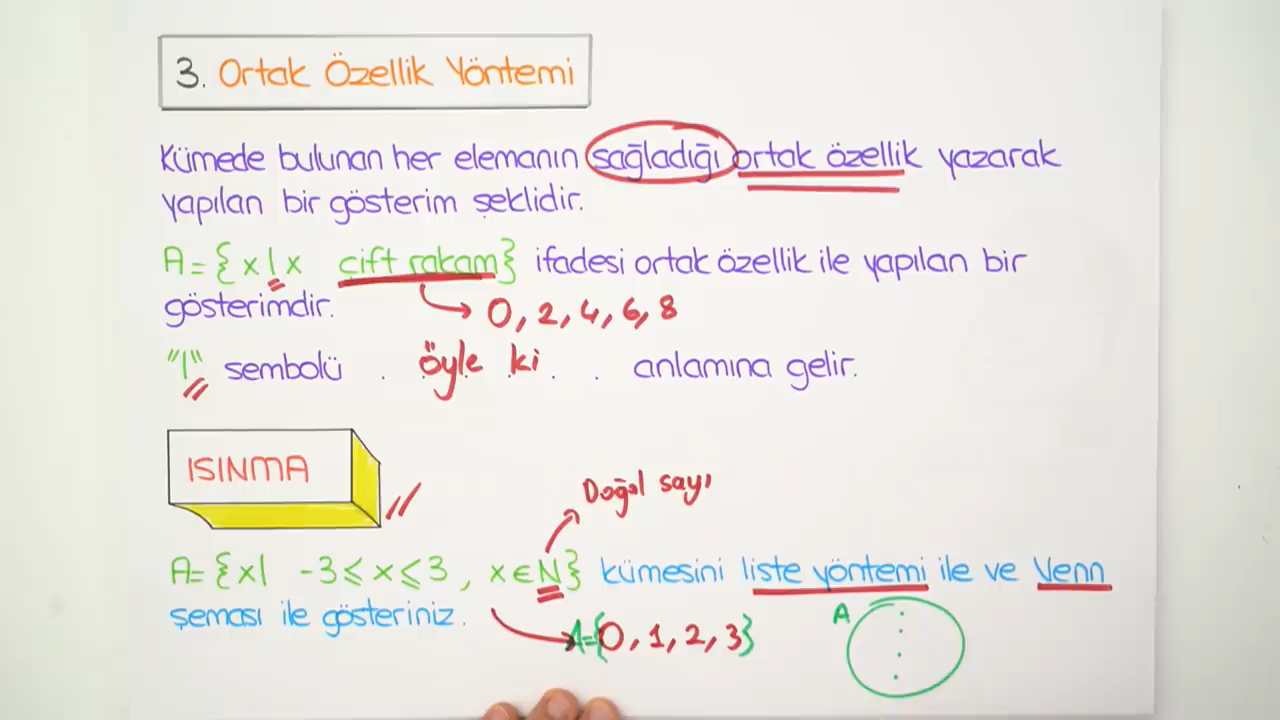 3. Ortak Özellik Yöntemi
Kümede bulunan her elemanın sağladığı ortak özellik yazarak
yapılan bir gösterim şeklidir.
A={x|x çift rakam} ifadesi ortak özellik ile yapılan bir
gösterimdir.
0, 2, 4, 6, 8
"|" sembolü . öyle ki . . anlamına gelir.
ISINMA
Doğal sayı
A={x| -3≤x≤3, x∈N} kümesini liste yöntemi ile ve Venn
şeması ile gösteriniz.
A={0, 1, 2, 3}
A